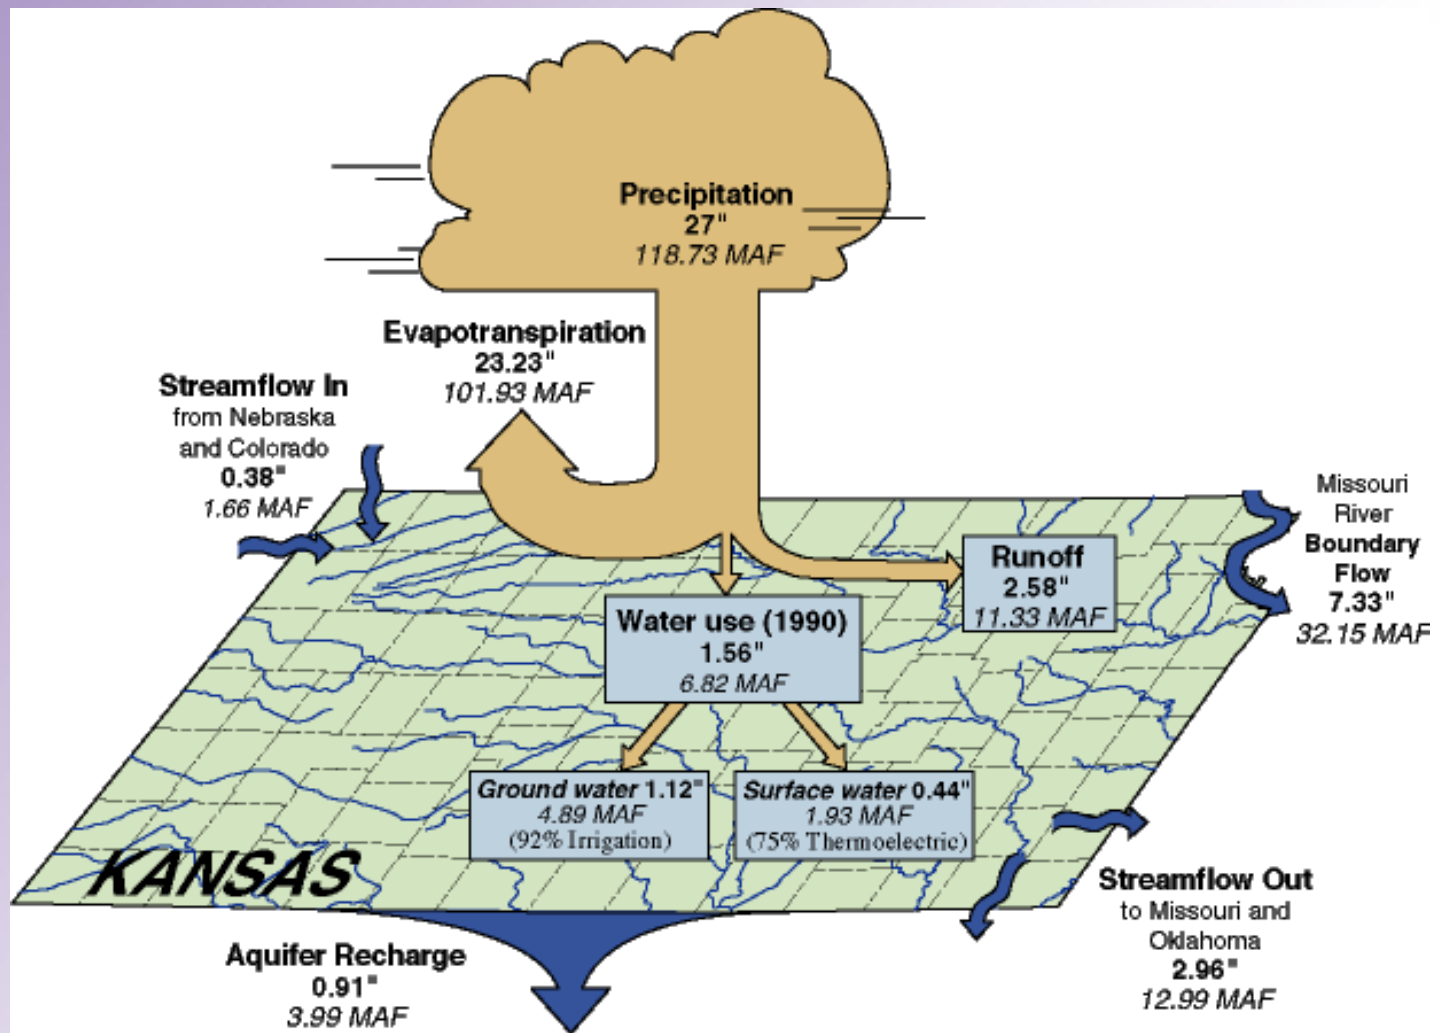 Precipitation
27"
118.73 MAF
Evapotranspiration
23.23"
101.93 MAF
Streamflow In
from Nebraska
and Colorado
0.38"
1.66 MAF
Missouri
River
Boundary
Flow
7.33"
32.15 MAF
Runoff
2.58"
11.33 MAF
Water use (1990)
1.56"
6.82 MAF
Ground water 1.12"
4.89 MAF
(92% Irrigation)
Surface water 0.44"
1.93 MAF
(75% Thermoelectric)
KANSAS
Streamflow Out
to Missouri and
Oklahoma
2.96"
12.99 MAF
Aquifer Recharge
0.91"
3.99 MAF